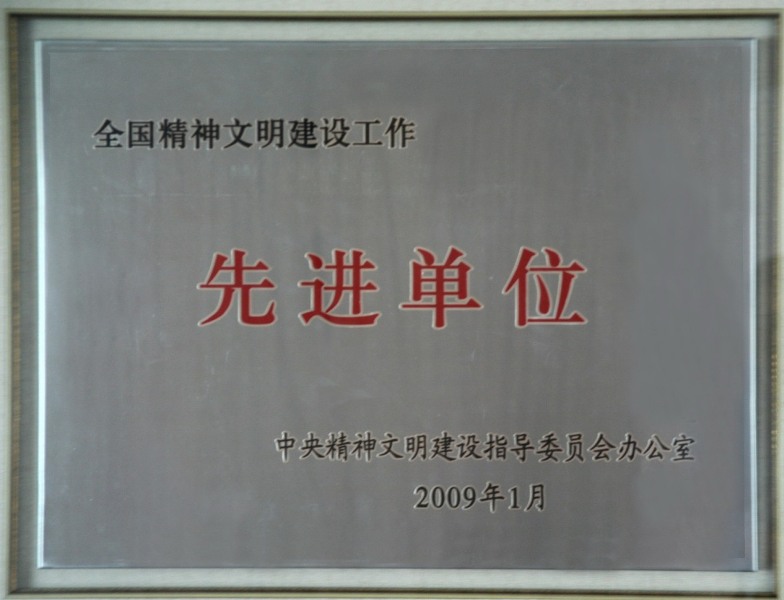 全国精神文明建设工作
先进单位
中央精神文明建设指导委员会办公室
2009年1月